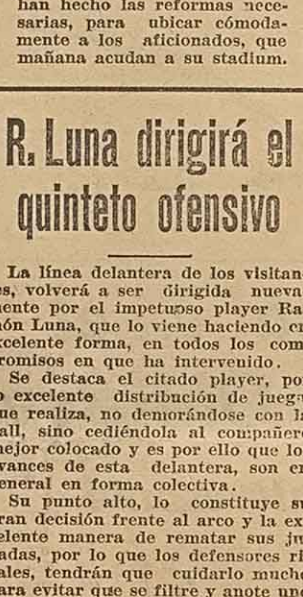 han hecho las reformas nece-
sarias, para ubicar cómoda-
mente a los aficionados, que
mañana acudan a su stadium.
R. Luna dirigirá el
quinteto ofensivo
La línea delantera de los visitan
es, volverá a ser dirigida nueva
mente por el impetuoso player Ra
món Luna, que lo viene haciendo en
xcelente forma, en todos los com
romisos en que ha intervenido.
Se destaca el citado player, por
o excelente distribución de juego
ue realiza, no demorándose con la
all, sino cediéndola al compañero
mejor colocado y es por ello que lo
vances de esta delantera, son en
eneral en forma colectiva.
Su punto alto, lo constituye su
ran decisión frente al arco y la ex
elente manera de rematar sus ju
adas, por lo que los defensores ri
ales, tendrán que cuidarlo mucho
ara evitar que se filtre y anote uno